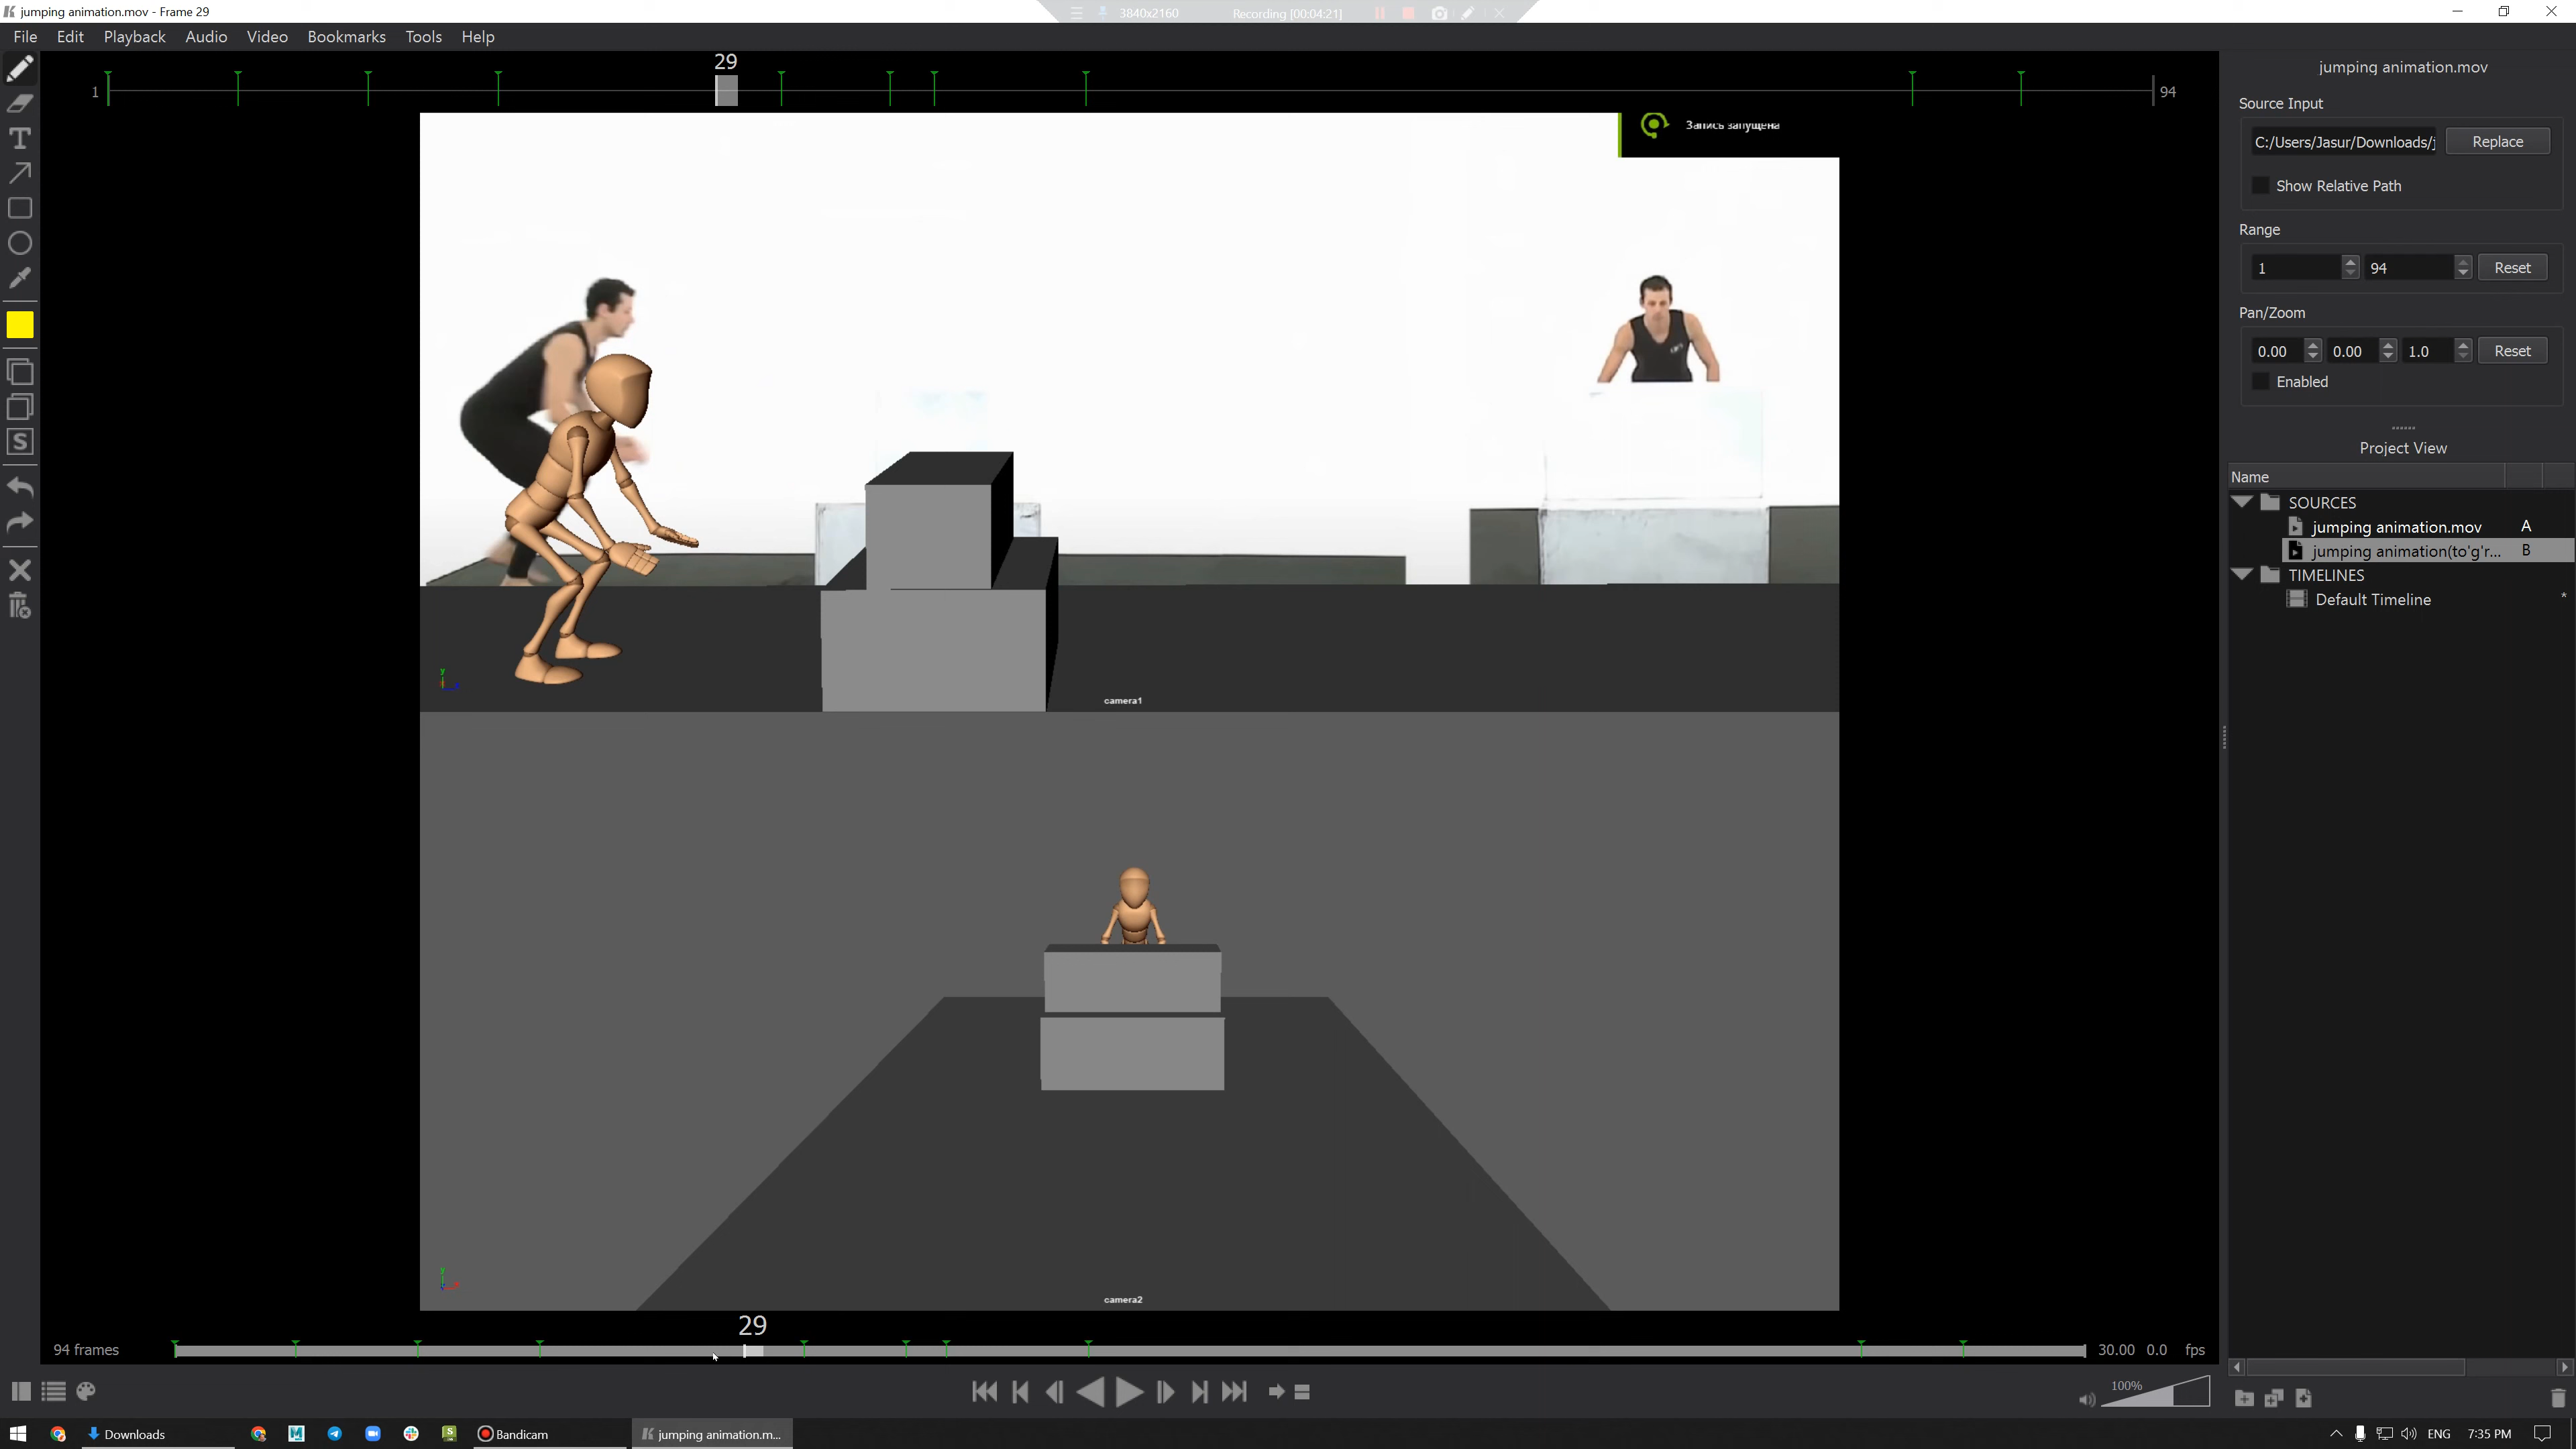 jumping animation.mov - Frame 29
3840x2160
Recording [00:04:21]
File Edit Playback Audio Video Bookmarks Tools Help
29
1
94
jumping animation.mov
Source Input
C:/Users/Jasur/Downloads/j
Replace
Show Relative Path
Range
1
94
Reset
Pan/Zoom
0.00
0.00
1.0
Reset
Enabled
Запись запущена
T
S
Project View
Name
SOURCES
jumping animation.mov A
jumping animation(to'g'r... B
TIMELINES
Default Timeline *
y
camera1
y
camera2
29
94 frames
30.00 0.0 fps
100%
Downloads
Bandicam
jumping animation.m...
ENG
7:35 PM